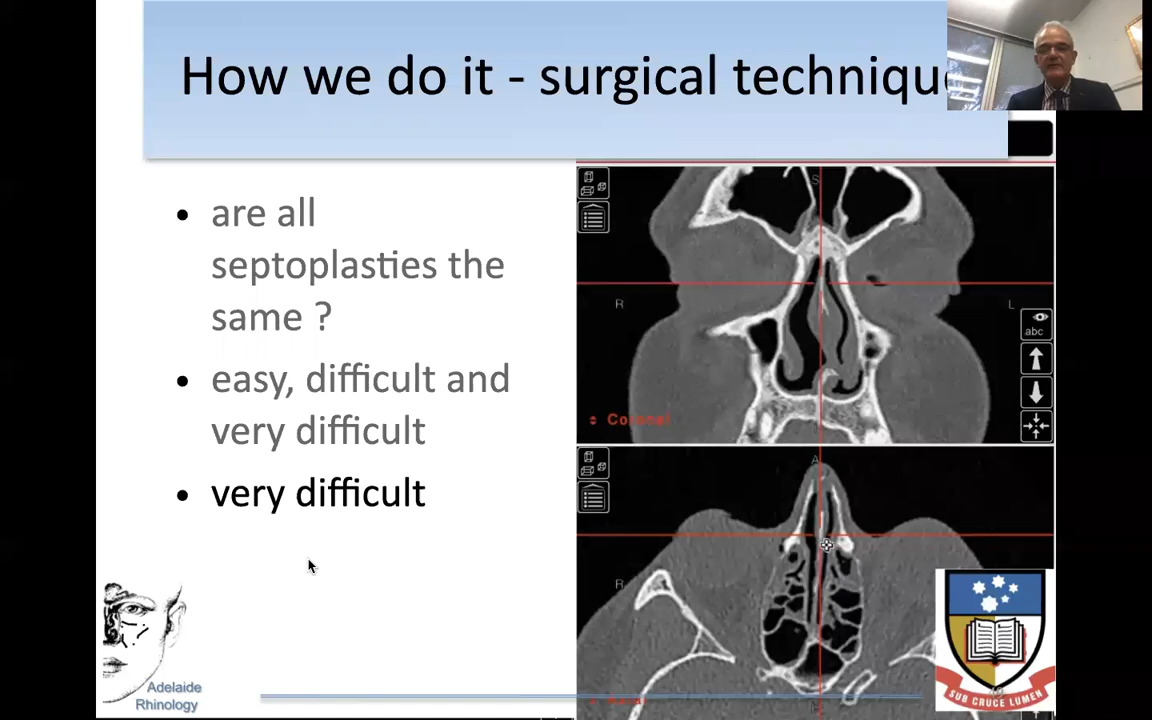 How we do it - surgical techniqu
• are all
septoplasties the
same ?
• easy, difficult and
very difficult
• very difficult
S
R
L
abc
Coronal
A
R
Adelaide
Rhinology
SUB CRUCE LUMEN